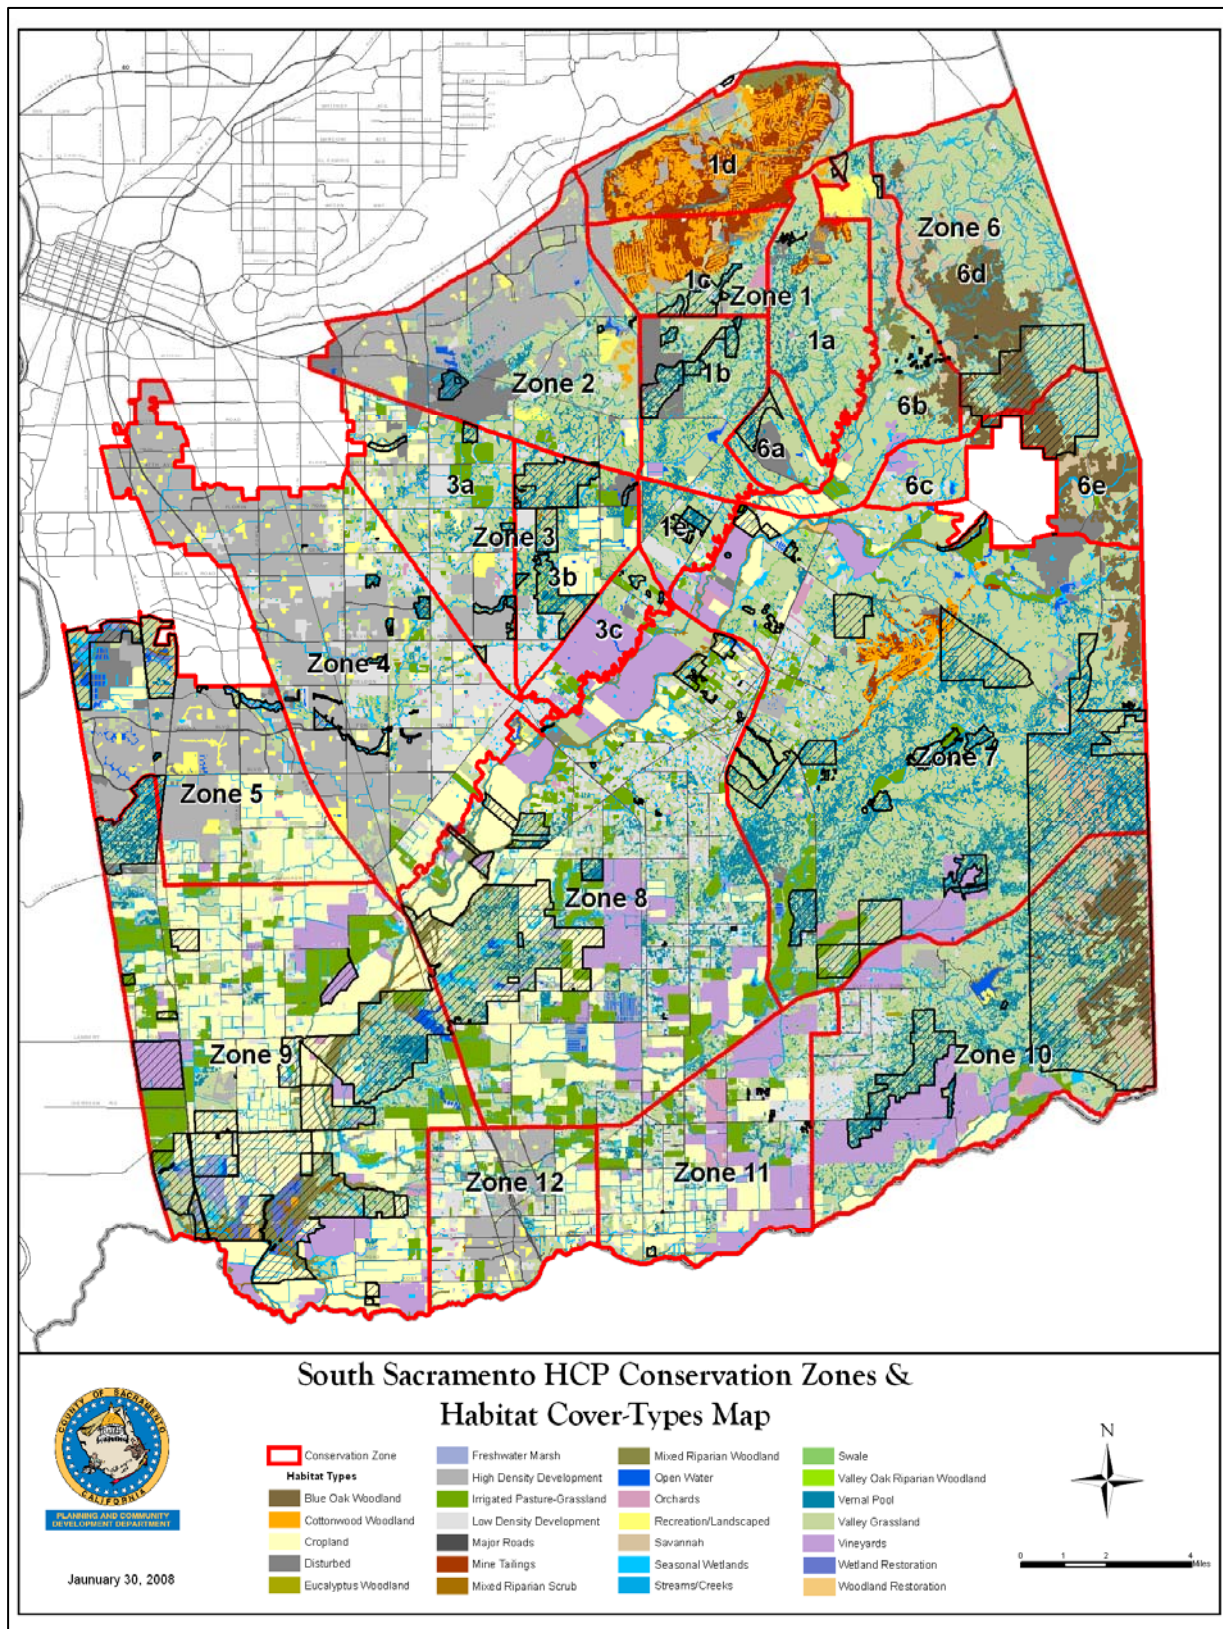 80
1d
Zone 6
6d
1c
Zone 1
1a
1b
Zone 2
6b
6a
3a
6c
6e
Zone 3
1e
3b
3c
Zone 4
Zone 7
Zone 5
Zone 8
Zone 9
Zone 10
Zone 11
Zone 12
South Sacramento HCP Conservation Zones &
Habitat Cover-Types Map
COUNTY OF SACRAMENTO
CALIFORNIA
PLANNING AND COMMUNITY
DEVELOPMENT DEPARTMENT
Jaunuary 30, 2008
Conservation Zone
Habitat Types
Blue Oak Woodland
Cottonwood Woodland
Cropland
Disturbed
Eucalyptus Woodland
Freshwater Marsh
High Density Development
Irrigated Pasture-Grassland
Low Density Development
Major Roads
Mine Tailings
Mixed Riparian Scrub
Mixed Riparian Woodland
Open Water
Orchards
Recreation/Landscaped
Savannah
Seasonal Wetlands
Streams/Creeks
Swale
Valley Oak Riparian Woodland
Vernal Pool
Valley Grassland
Vineyards
Wetland Restoration
Woodland Restoration
N
0 1 2 4
Miles